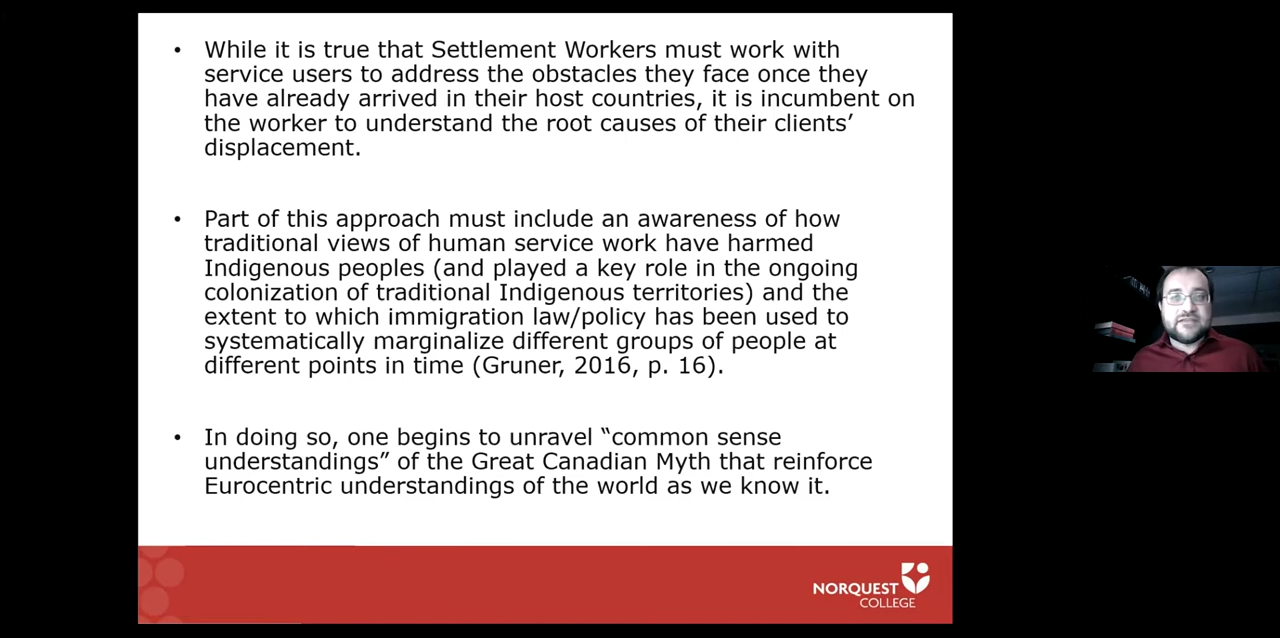 • While it is true that Settlement Workers must work with
service users to address the obstacles they face once they
have already arrived in their host countries, it is incumbent on
the worker to understand the root causes of their clients’
displacement.
• Part of this approach must include an awareness of how
traditional views of human service work have harmed
Indigenous peoples (and played a key role in the ongoing
colonization of traditional Indigenous territories) and the
extent to which immigration law/policy has been used to
systematically marginalize different groups of people at
different points in time (Gruner, 2016, p. 16).
• In doing so, one begins to unravel “common sense
understandings” of the Great Canadian Myth that reinforce
Eurocentric understandings of the world as we know it.
NORQUEST
COLLEGE